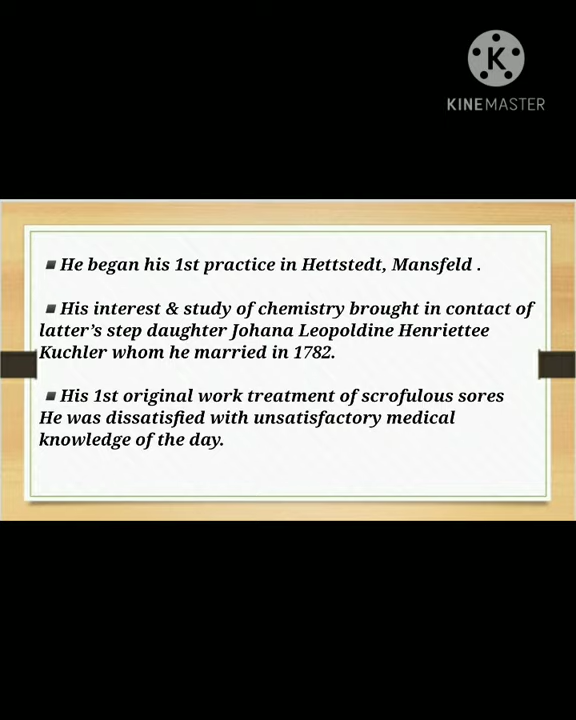 K
KINEMASTER
▪ He began his 1st practice in Hettstedt, Mansfeld .
▪ His interest & study of chemistry brought in contact of
latter's step daughter Johana Leopoldine Henriettee
Kuchler whom he married in 1782.
▪ His 1st original work treatment of scrofulous sores
He was dissatisfied with unsatisfactory medical
knowledge of the day.